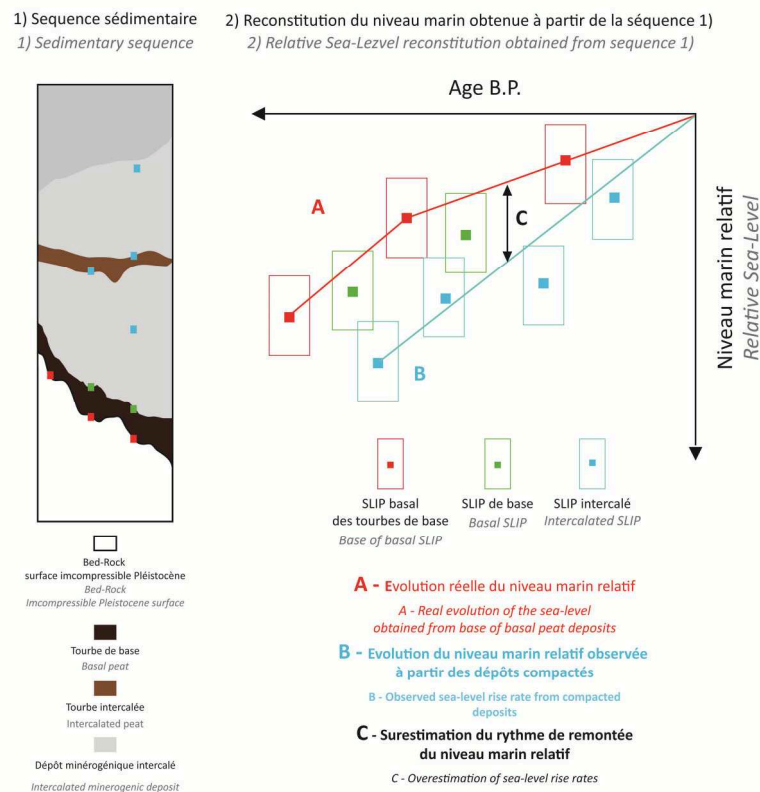 1) Sequence sédimentaire
1) Sedimentary sequence
2) Reconstitution du niveau marin obtenue à partir de la séquence 1)
2) Relative Sea-Lezvel reconstitution obtained from sequence 1)
Age B.P.
A
C
B
Niveau marin relatif
Relative Sea-Level
SLIP basal
des tourbes de base
Base of basal SLIP
SLIP de base
Basal SLIP
SLIP intercalé
Intercalated SLIP
Bed-Rock
surface imcompressible Pléistocène
Bed-Rock
Imcompressible Pleistocene surface
Tourbe de base
Basal peat
Tourbe intercalée
Intercalated peat
Dépôt minérogénique intercalé
Intercalated minerogenic deposit
A - Evolution réelle du niveau marin relatif
A - Real evolution of the sea-level
obtained from base of basal peat deposits
B - Evolution du niveau marin relatif observée
à partir des dépôts compactés
B - Observed sea-level rise rate from compacted
deposits
C - Surestimation du rythme de remontée
du niveau marin relatif
C - Overestimation of sea-level rise rates